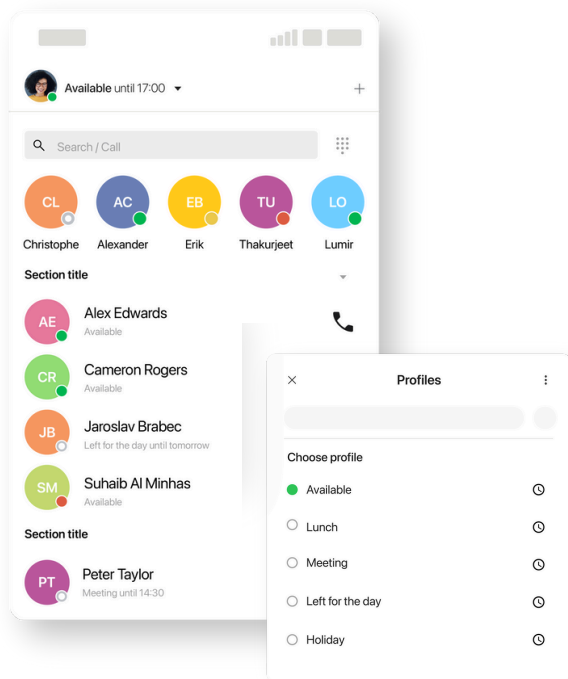 Available until 17:00
Search / Call
CL AC EB TU LO
Christophe Alexander Erik Thakurjeet Lumir
Section title
AE
Alex Edwards
Available
CR
Cameron Rogers
Available
JB
Jaroslav Brabec
Left for the day until tomorrow
SM
Suhaib Al Minhas
Available
Section title
PT
Peter Taylor
Meeting until 14:30
Profiles
Choose profile
Available
Lunch
Meeting
Left for the day
Holiday